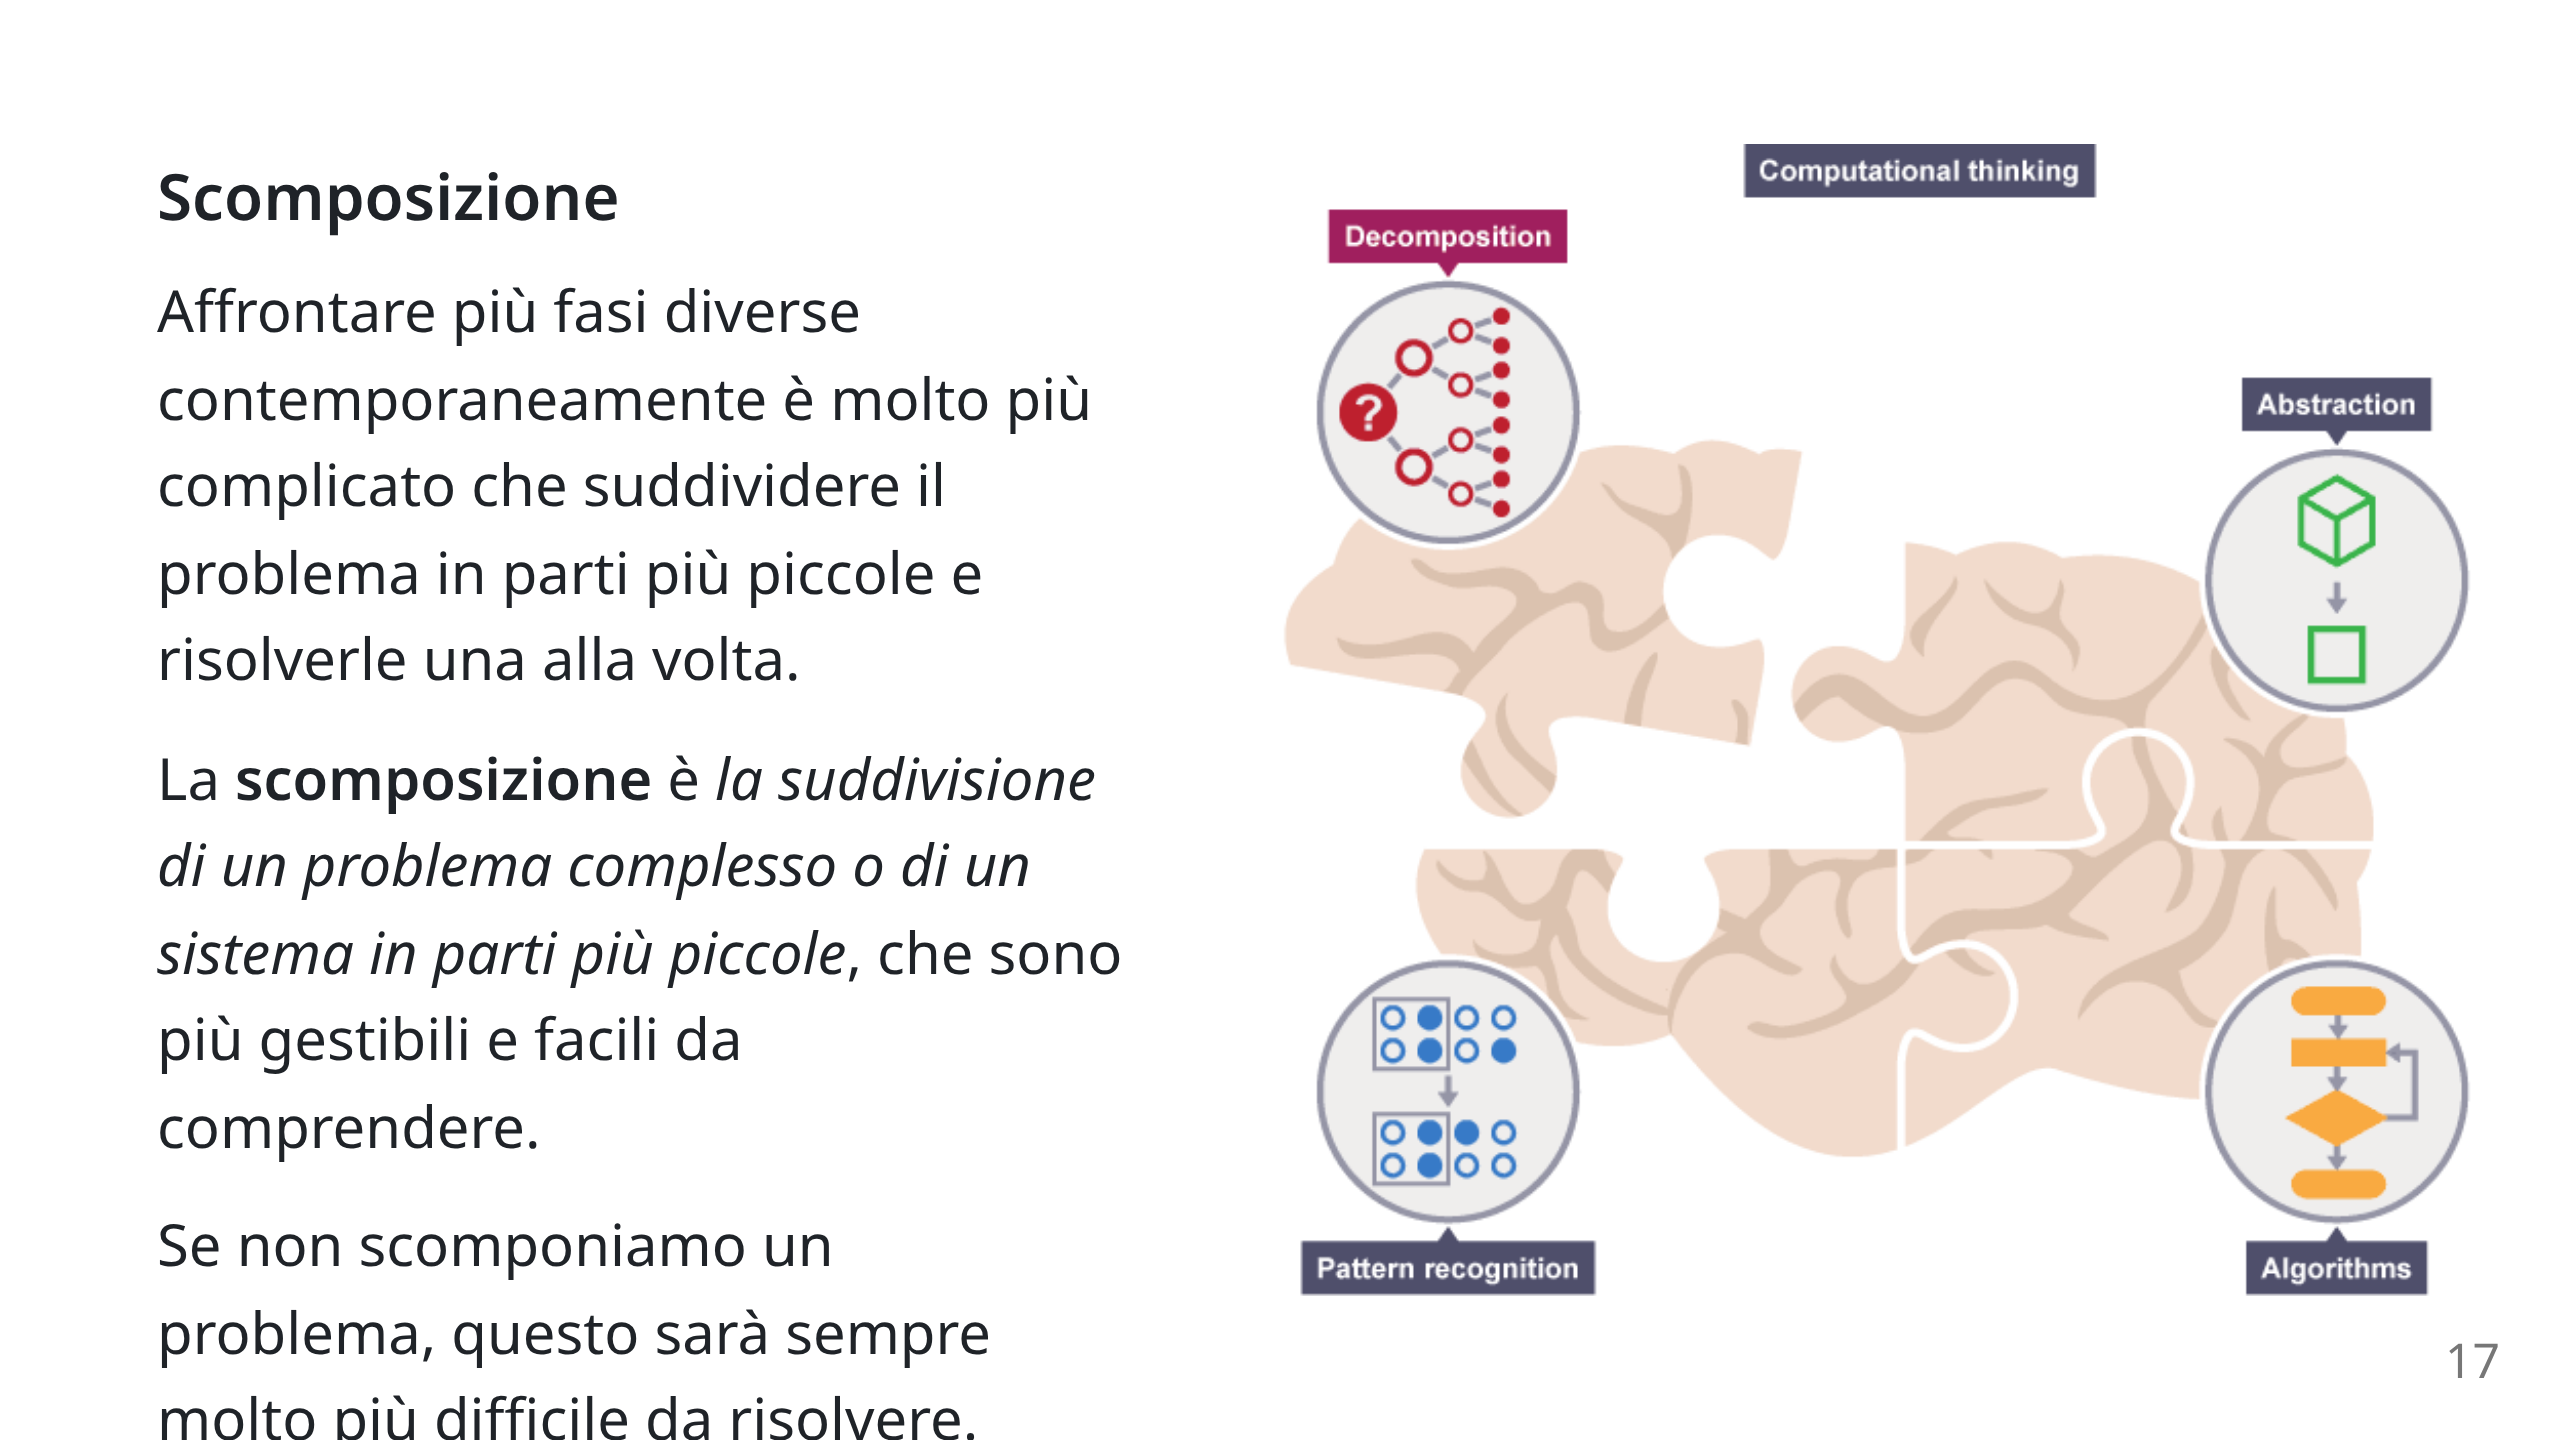 Scomposizione
Affrontare più fasi diverse
contemporaneamente è molto più
complicato che suddividere il
problema in parti più piccole e
risolverle una alla volta.
La scomposizione è la suddivisione
di un problema complesso o di un
sistema in parti più piccole, che sono
più gestibili e facili da
comprendere.
Se non scomponiamo un
problema, questo sarà sempre
molto più difficile da risolvere.
Computational thinking
Decomposition
?
Abstraction
Pattern recognition
Algorithms
17